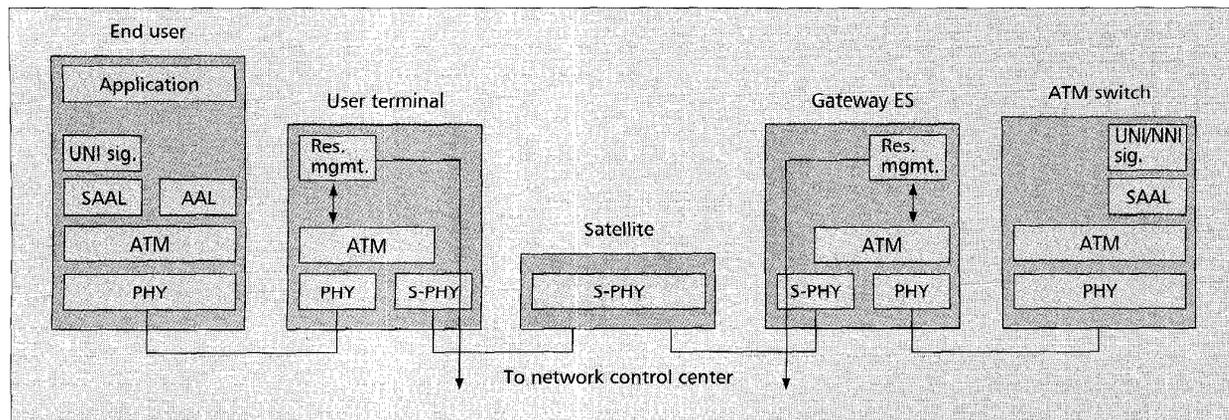 End user
Application
UNI sig.
SAAL
AAL
ATM
PHY
User terminal
Res.
mgmt.
ATM
PHY
S-PHY
Satellite
S-PHY
Gateway ES
Res.
mgmt.
ATM
S-PHY
PHY
ATM switch
UNI/NNI
sig.
SAAL
ATM
PHY
To network control center